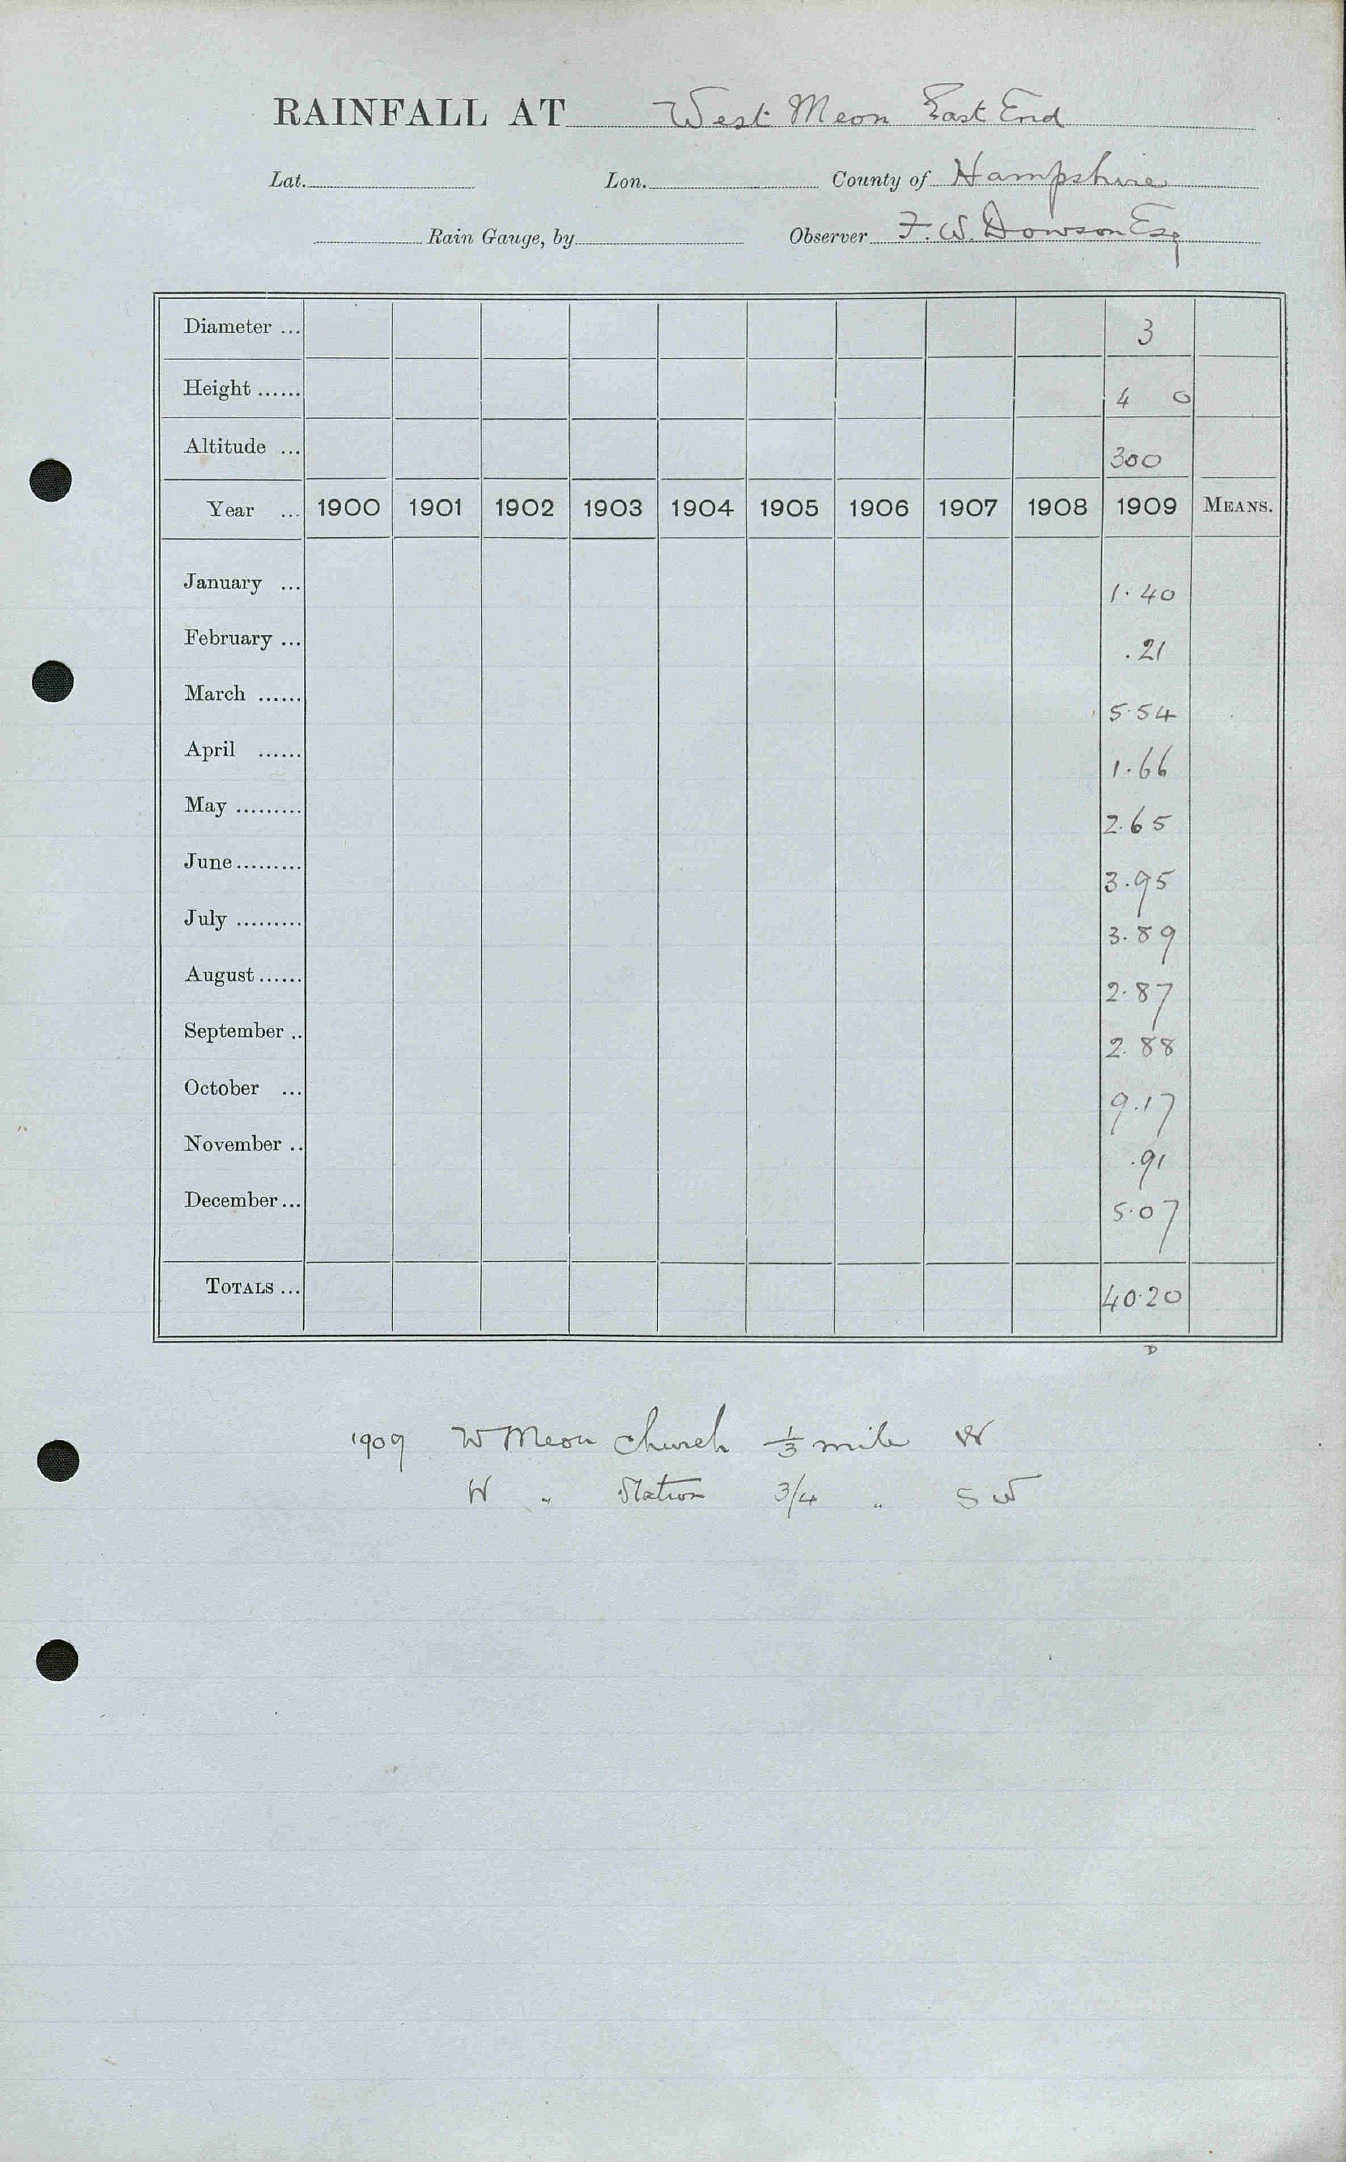 RAINFALL AT West Meon East End
Lat. Lon. County of Hampshire
Rain Gauge, by Observer F. W. Dowson Esq
Diameter ... 3
Height ...... 4 0
Altitude ... 300
Year ... 1900 1901 1902 1903 1904 1905 1906 1907 1908 1909 MEANS.
January ... 1.40
February ... .21
March ...... 5.54
April ...... 1.66
May ......... 2.65
June ......... 3.95
July ......... 3.89
August ...... 2.87
September .. 2.88
October ... 9.17
November .. .91
December ... 5.07
TOTALS ... 40.20
D
1909 W Meon church 1/3 mile W
W " Station 3/4 " S W